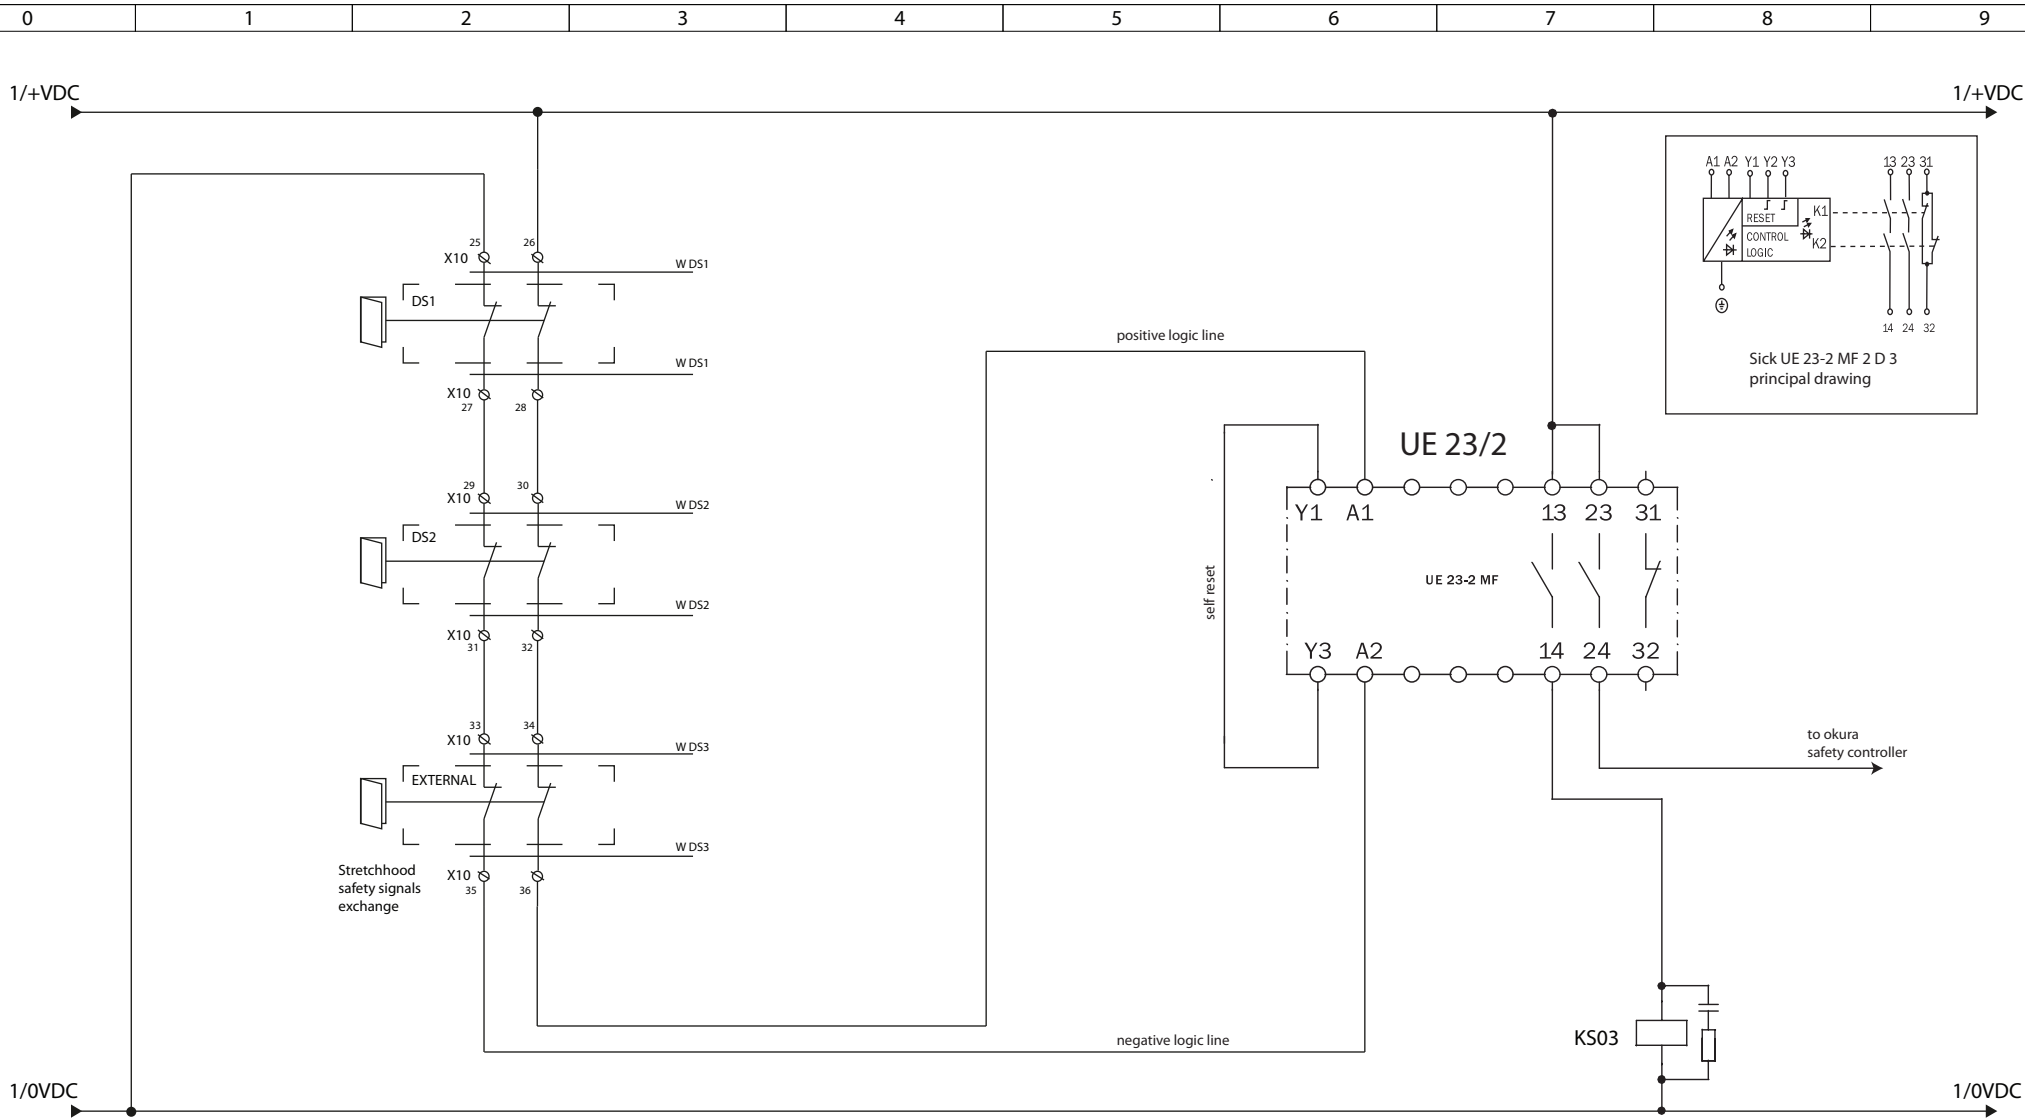 0 1 2 3 4 5 6 7 8 9
1/+VDC 1/+VDC
A1 A2 Y1 Y2 Y3 13 23 31
RESET K1
CONTROL K2
LOGIC
14 24 32
Sick UE 23-2 MF 2 D 3
principal drawing
25 26
X10
W DS1
DS1
W DS1
X10
27 28
positive logic line
UE 23/2
29 30
X10
W DS2
DS2
W DS2
X10
31 32
Y1 A1 13 23 31
UE 23-2 MF
self reset
Y3 A2 14 24 32
33 34
X10
W DS3
EXTERNAL
W DS3
X10
35 36
Stretchhood
safety signals
exchange
to okura
safety controller
negative logic line
KS03
1/0VDC 1/0VDC